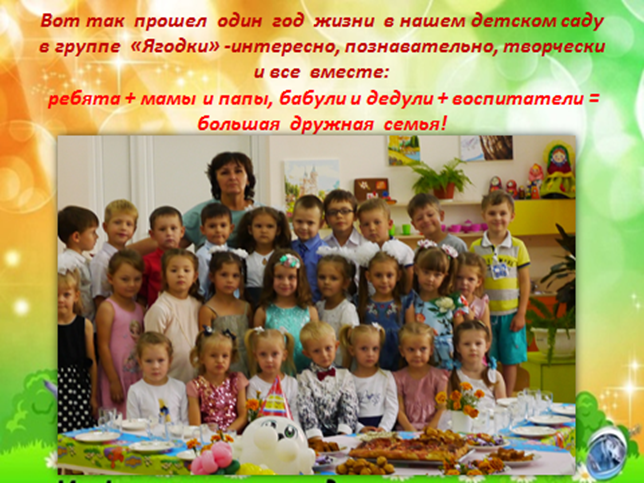 Вот так прошел один год жизни в нашем детском саду
в группе «Ягодки» -интересно, познавательно, творчески
и все вместе:
ребята + мамы и папы, бабули и дедули + воспитатели =
большая дружная семья!